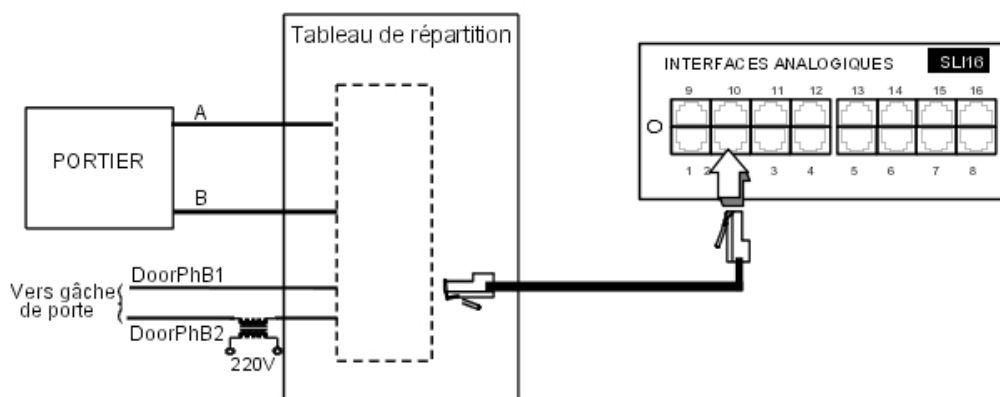 Tableau de répartition
INTERFACES ANALOGIQUES SLI16
9 10 11 12 13 14 15 16
1 2 3 4 5 6 7 8
PORTIER
A
B
DoorPhB1
Vers gâche
de porte
DoorPhB2
220V